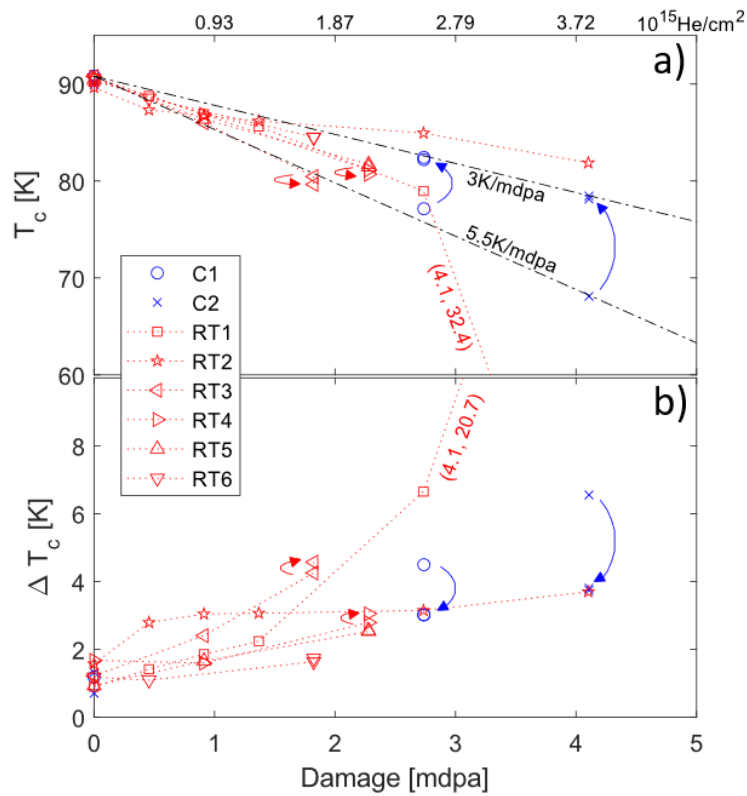 0.93 1.87 2.79 3.72 10¹⁵He/cm²
a)
90
80
70
60
T_c [K]
3K/mdpa
5.5K/mdpa
(4.1, 32.4)
C1
C2
RT1
RT2
RT3
RT4
RT5
RT6
b)
8
6
4
2
0
Δ T_c [K]
(4.1, 20.7)
0 1 2 3 4 5
Damage [mdpa]